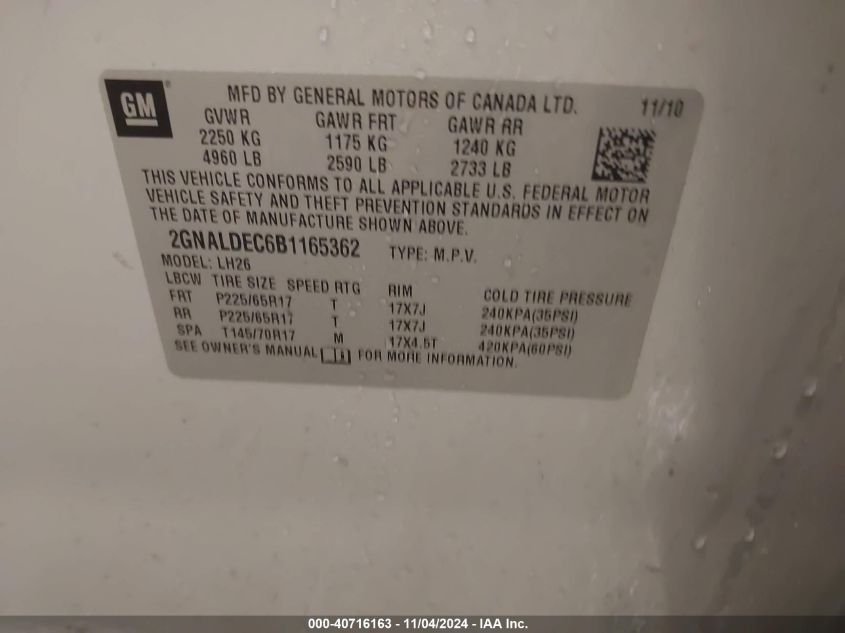 GM
MFD BY GENERAL MOTORS OF CANADA LTD. 11/10
GVWR GAWR FRT GAWR RR
2250 KG 1175 KG 1240 KG
4960 LB 2590 LB 2733 LB
THIS VEHICLE CONFORMS TO ALL APPLICABLE U.S. FEDERAL MOTOR
VEHICLE SAFETY AND THEFT PREVENTION STANDARDS IN EFFECT ON
THE DATE OF MANUFACTURE SHOWN ABOVE.
2GNALDEC6B1165362 TYPE: M.P.V.
MODEL: LH26
LBCW TIRE SIZE SPEED RTG RIM COLD TIRE PRESSURE
FRT P225/65R17 T 17X7J 240KPA(35PSI)
RR P225/65R17 T 17X7J 240KPA(35PSI)
SPA T145/70R17 M 17X4.5T 420KPA(60PSI)
SEE OWNER'S MANUAL FOR MORE INFORMATION.
000-40716163 - 11/04/2024 - IAA Inc.